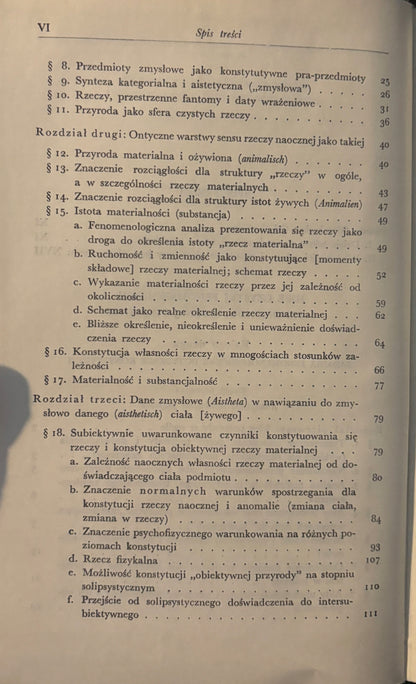 VI
Spis treści
§ 8. Przedmioty zmysłowe jako konstytutywne pra-przedmioty 25
§ 9. Synteza kategorialna i aistetyczna („zmysłowa”) . . . . . 26
§ 10. Rzeczy, przestrzenne fantomy i daty wrażeniowe . . . . . 31
§ 11. Przyroda jako sfera czystych rzeczy . . . . . . . . . . 36
Rozdział drugi: Ontyczne warstwy sensu rzeczy naocznej jako takiej 40
§ 12. Przyroda materialna i ożywiona (animalisch) . . . . . . . 40
§ 13. Znaczenie rozciągłości dla struktury „rzeczy” w ogóle,
a w szczególności rzeczy materialnych . . . . . . . . . 43
§ 14. Znaczenie rozciągłości dla struktury istot żywych (Animalien) 47
§ 15. Istota materialności (substancja) . . . . . . . . . . . . 49
a. Fenomenologiczna analiza prezentowania się rzeczy jako
droga do określenia istoty „rzecz materialna” . . . . . 49
b. Ruchomość i zmienność jako konstytuujące [momenty
składowe] rzeczy materialnej; schemat rzeczy . . . . . 52
c. Wykazanie materialności rzeczy przez jej zależność od
okoliczności . . . . . . . . . . . . . . . . . . . . . 59
d. Schemat jako realne określenie rzeczy materialnej . . . 62
e. Bliższe określenie, nieokreślenie i unieważnienie doświad-
czenia rzeczy . . . . . . . . . . . . . . . . . . . . 64
§ 16. Konstytucja własności rzeczy w mnogościach stosunków za-
leżności . . . . . . . . . . . . . . . . . . . . . . . 66
§ 17. Materialność i substancjalność . . . . . . . . . . . . . 77
Rozdział trzeci: Dane zmysłowe (Aistheta) w nawiązaniu do zmy-
słowo danego (aisthetisch) ciała [żywego] . . . . . . . . . . 79
§ 18. Subiektywnie uwarunkowane czynniki konstytuowania się
rzeczy i konstytucja obiektywnej rzeczy materialnej . . . 79
a. Zależność naocznych własności rzeczy materialnej od do-
świadczającego ciała podmiotu . . . . . . . . . . . . . 80
b. Znaczenie normalnych warunków spostrzegania dla
konstytucji rzeczy naocznej i anomalie (zmiana ciała,
zmiana w rzeczy) . . . . . . . . . . . . . . . . . . . 84
c. Znaczenie psychofizycznego warunkowania na różnych po-
ziomach konstytucji . . . . . . . . . . . . . . . . . 93
d. Rzecz fizykalna . . . . . . . . . . . . . . . . . . . 107
e. Możliwość konstytucji „obiektywnej przyrody” na stopniu
solipsystycznym . . . . . . . . . . . . . . . . . . . 110
f. Przejście od solipsystycznego doświadczenia do intersu-
biektywnego . . . . . . . . . . . . . . . . . . . . . 111